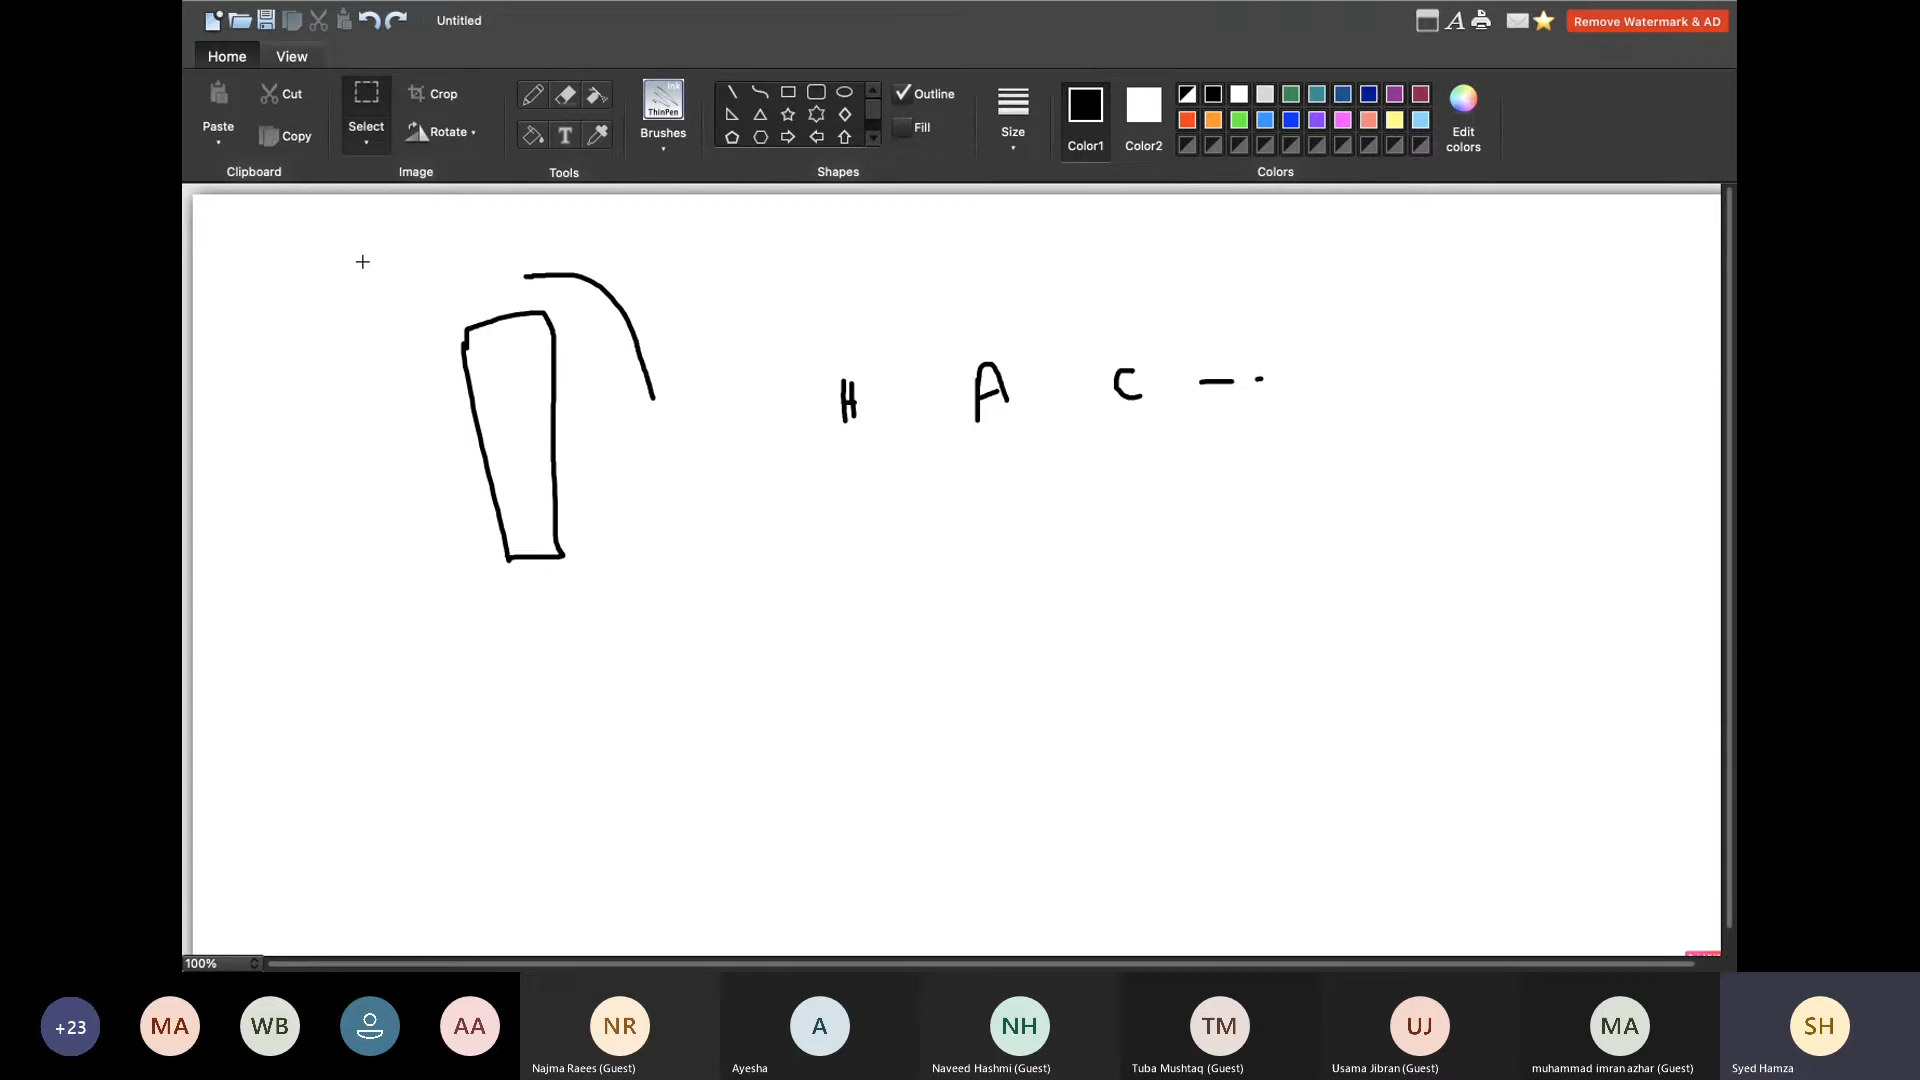 Untitled
Remove Watermark & AD
Home View
Paste Cut Copy Select Crop Rotate Ink ThinPen Brushes Outline Fill Size Color1 Color2 Edit colors
Clipboard Image Tools Shapes Colors
H A C
100%
+23 MA WB AA NR A NH TM UJ MA SH
Najma Raees (Guest) Ayesha Naveed Hashmi (Guest) Tuba Mushtaq (Guest) Usama Jibran (Guest) muhammad imran azhar (Guest) Syed Hamza